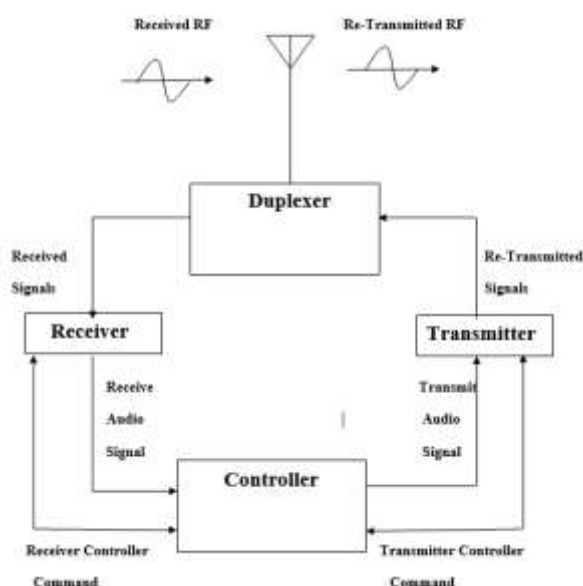 Received RF
Re-Transmitted RF
Duplexer
Received
Signals
Re-Transmitted
Signals
Receiver
Transmitter
Receive
Audio
Signal
Transmit
Audio
Signal
Controller
Receiver Controller
Command
Transmitter Controller
Command